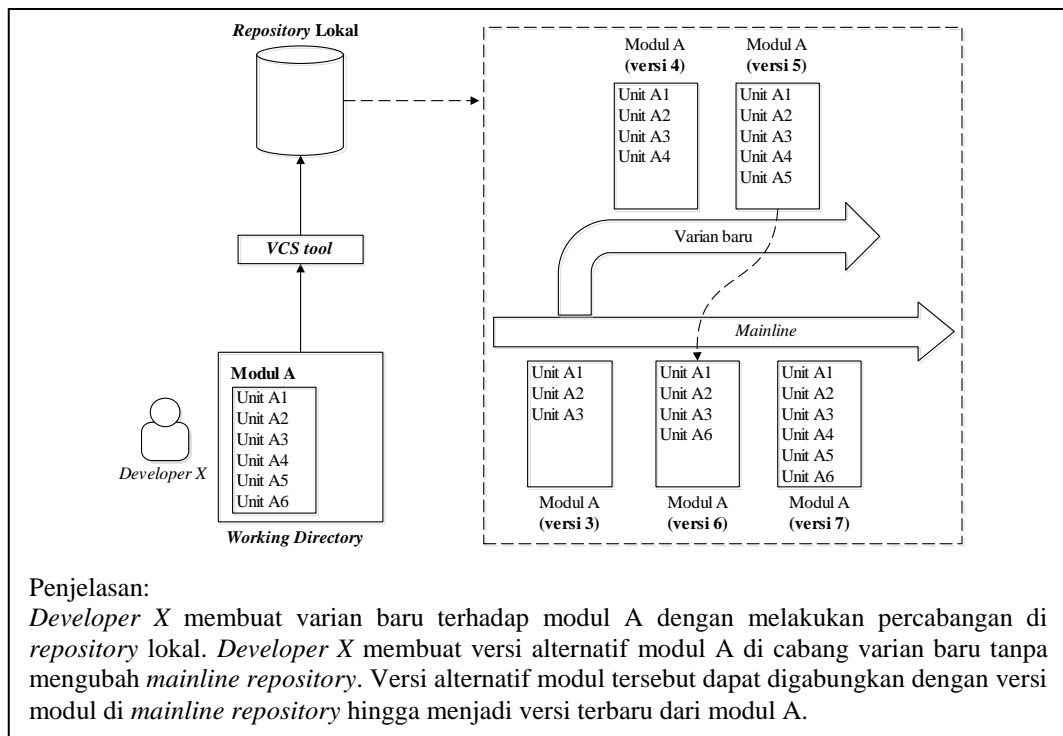 Repository Lokal
VCS tool
Modul A
Unit A1
Unit A2
Unit A3
Unit A4
Unit A5
Unit A6
Developer X
Working Directory
Modul A
(versi 4)
Unit A1
Unit A2
Unit A3
Unit A4
Modul A
(versi 5)
Unit A1
Unit A2
Unit A3
Unit A4
Unit A5
Varian baru
Mainline
Unit A1
Unit A2
Unit A3
Modul A
(versi 3)
Unit A1
Unit A2
Unit A3
Unit A6
Modul A
(versi 6)
Unit A1
Unit A2
Unit A3
Unit A4
Unit A5
Unit A6
Modul A
(versi 7)
Penjelasan:
Developer X membuat varian baru terhadap modul A dengan melakukan percabangan di
repository lokal. Developer X membuat versi alternatif modul A di cabang varian baru tanpa
mengubah mainline repository. Versi alternatif modul tersebut dapat digabungkan dengan versi
modul di mainline repository hingga menjadi versi terbaru dari modul A.